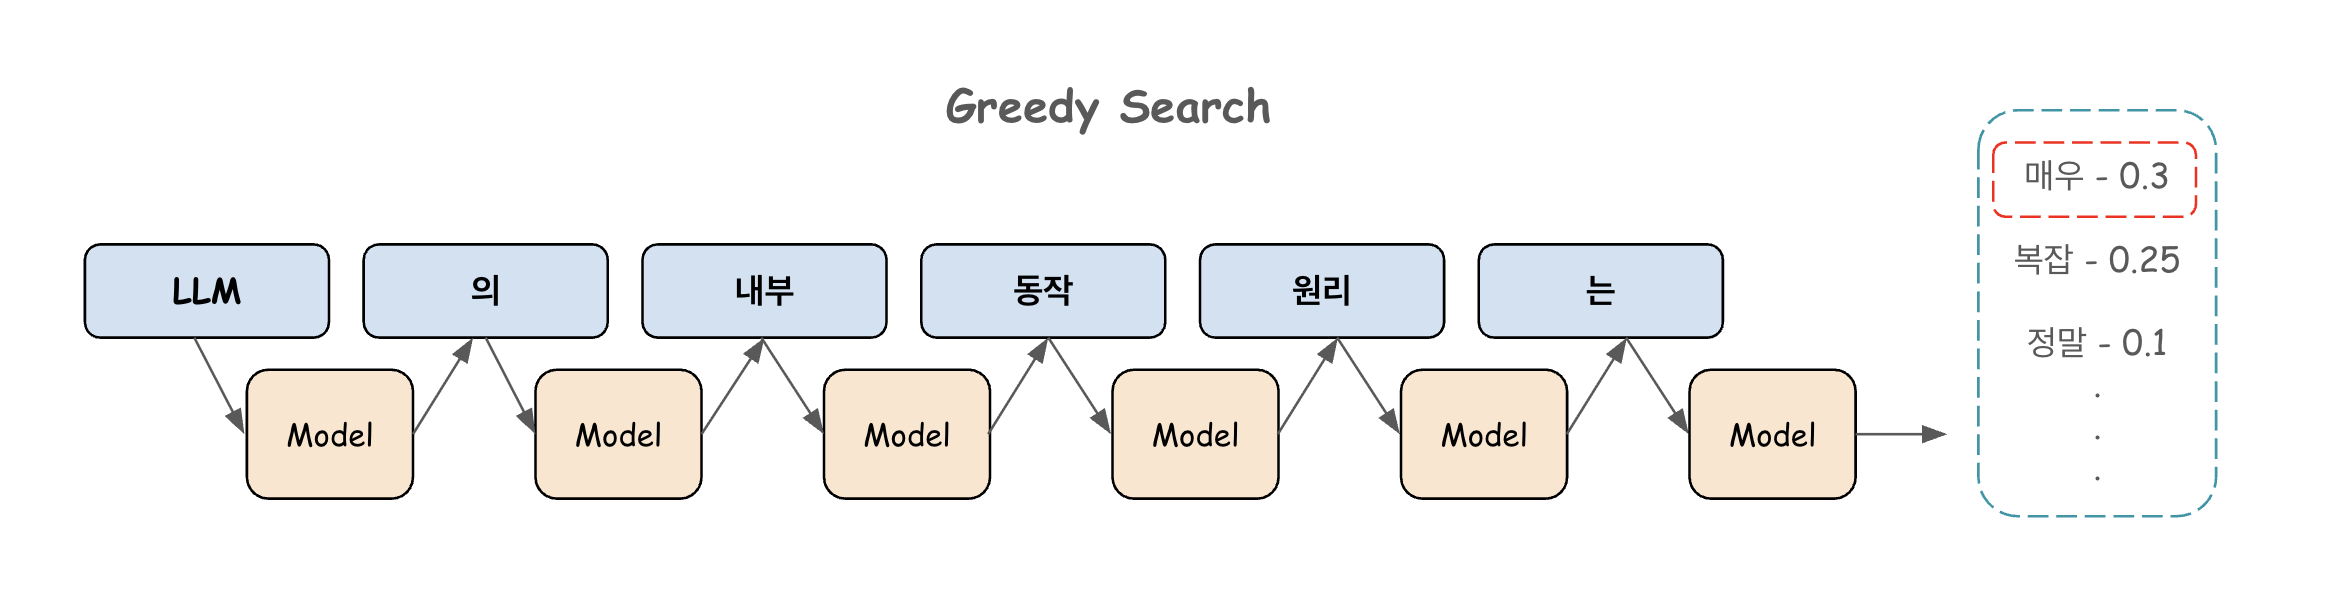 Greedy Search
LLM
의
내부
동작
원리
는
Model
Model
Model
Model
Model
Model
매우 - 0.3
복잡 - 0.25
정말 - 0.1
.
.
.